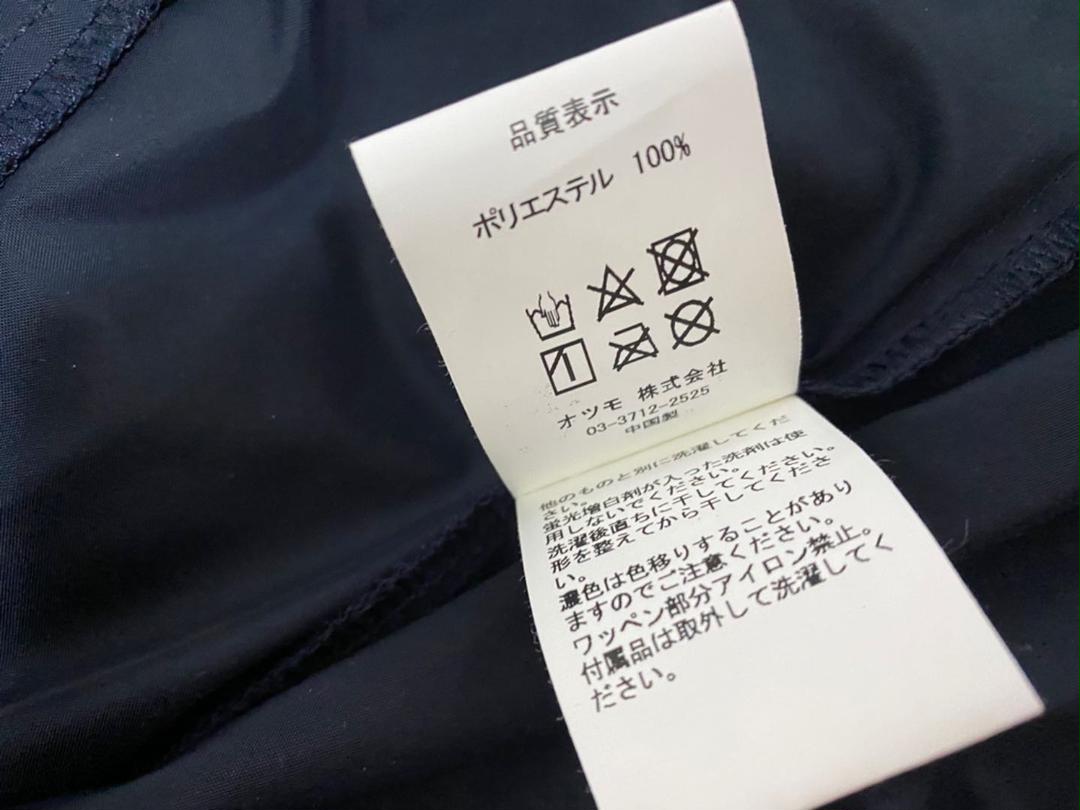 品質表示
ポリエステル 100%
オツモ 株式会社
03-3712-2525
中国製
他のものと別に洗濯してくだ
さい。
蛍光増白剤が入った洗剤は使
用しないでください。
洗濯後直ちに干してください。
形を整えてから干してくださ
い。
濃色は色移りすることがあり
ますのでご注意ください。
ワッペン部分アイロン禁止。
付属品は取外して洗濯してく
ださい。